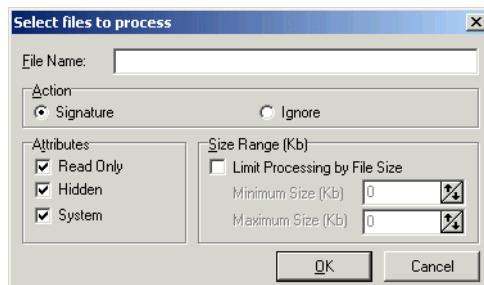 Select files to process
File Name:
Action
Signature Ignore
Attributes
Read Only
Hidden
System
Size Range (Kb)
Limit Processing by File Size
Minimum Size (Kb) 0
Maximum Size (Kb) 0
OK Cancel